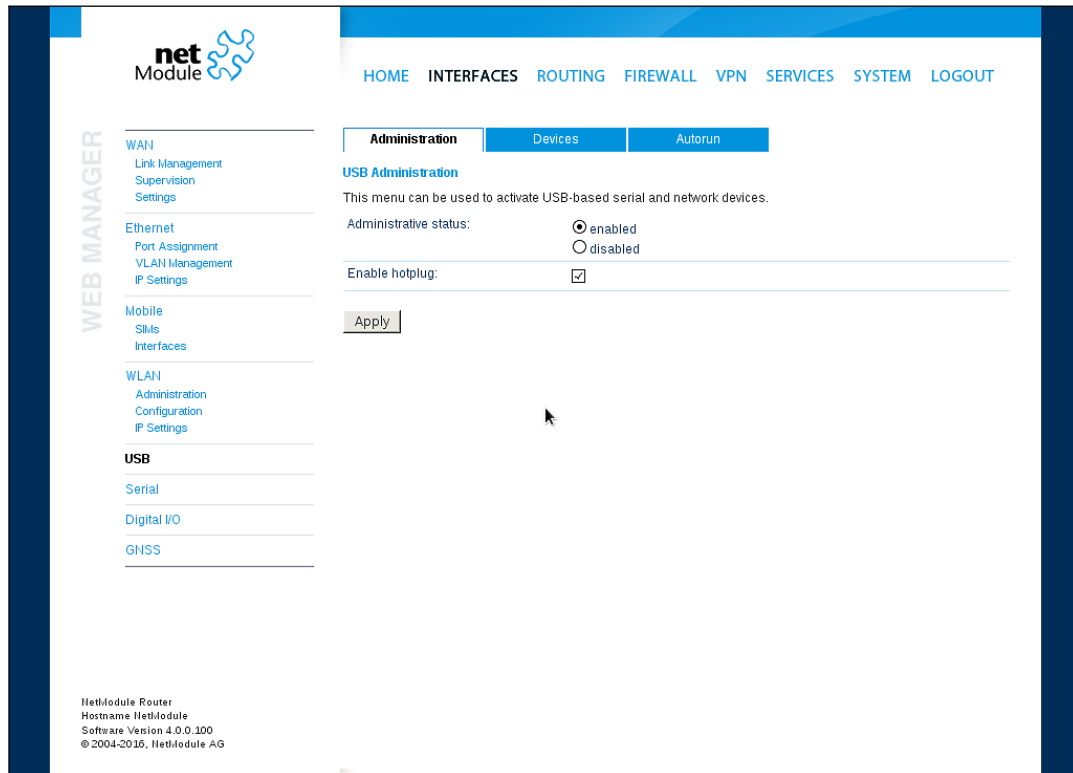 net
Module
HOME INTERFACES ROUTING FIREWALL VPN SERVICES SYSTEM LOGOUT
WEB MANAGER
WAN
Link Management
Supervision
Settings
Ethernet
Port Assignment
VLAN Management
IP Settings
Mobile
SIMs
Interfaces
WLAN
Administration
Configuration
IP Settings
USB
Serial
Digital I/O
GNSS
Administration Devices Autorun
USB Administration
This menu can be used to activate USB-based serial and network devices.
Administrative status:
enabled
disabled
Enable hotplug:
Apply
NetModule Router
Hostname NetModule
Software Version 4.0.0.100
© 2004-2016, NetModule AG